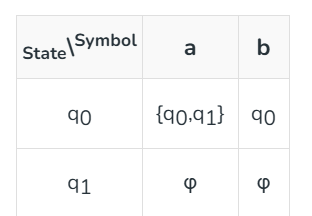 State\Symbol a b
q0 {q0,q1} q0
q1 φ φ